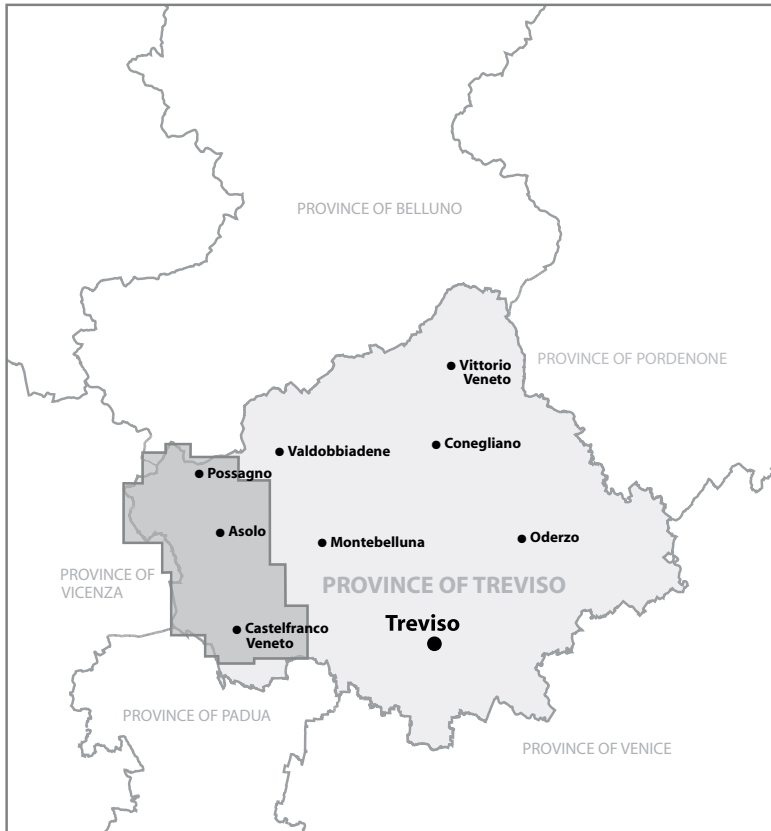 PROVINCE OF BELLUNO
PROVINCE OF PORDENONE
Vittorio
Veneto
Conegliano
Valdobbiadene
Possagno
Asolo
Montebelluna
Oderzo
PROVINCE OF
VICENZA
PROVINCE OF TREVISO
Treviso
Castelfranco
Veneto
PROVINCE OF PADUA
PROVINCE OF VENICE